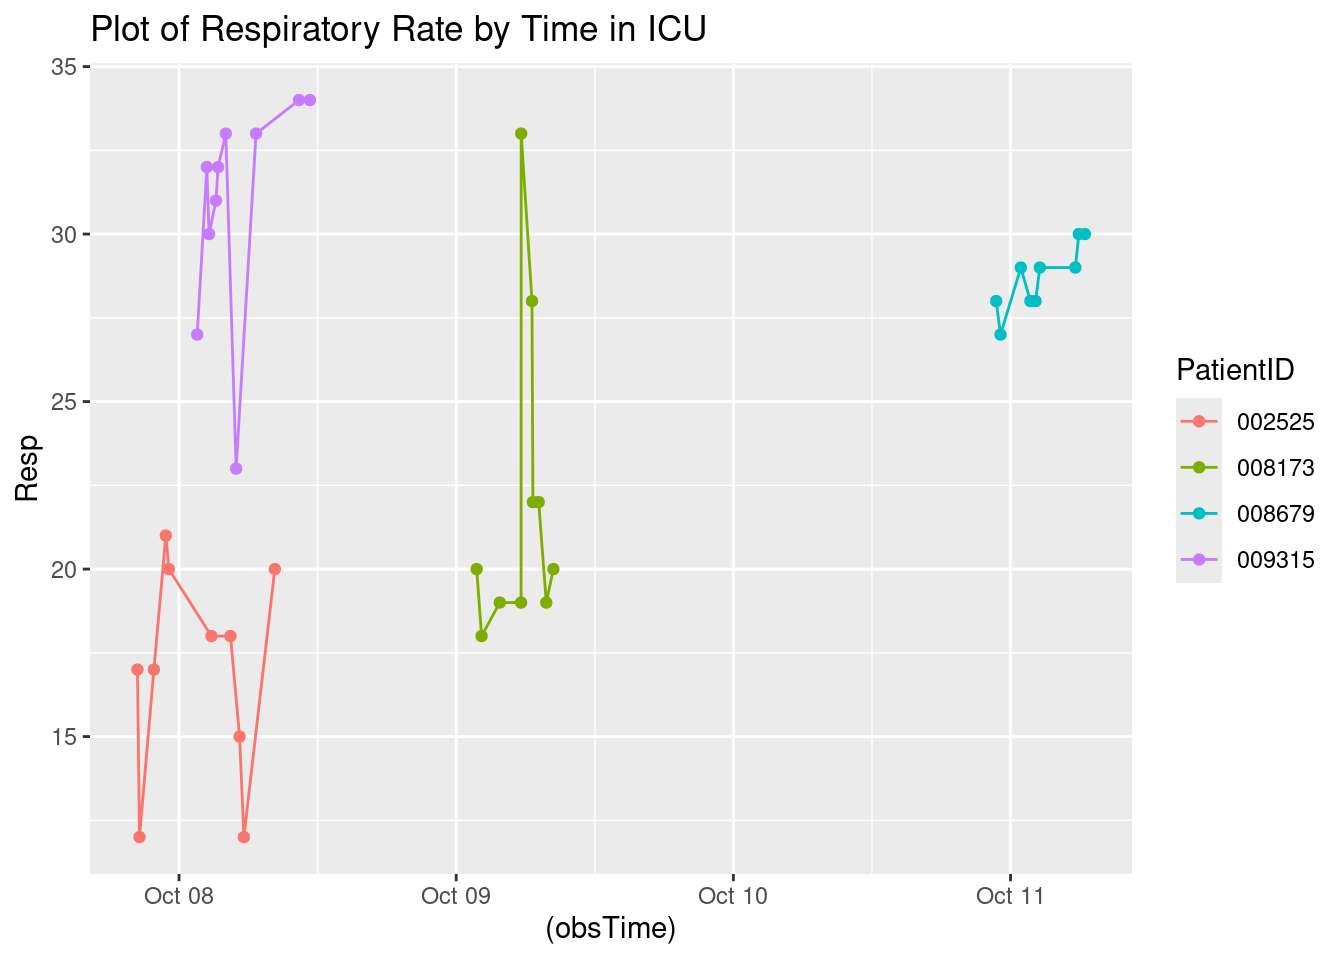 Plot of Respiratory Rate by Time in ICU
35
30
25
20
15
Resp
Oct 08
Oct 09
Oct 10
Oct 11
(obsTime)
PatientID
002525
008173
008679
009315